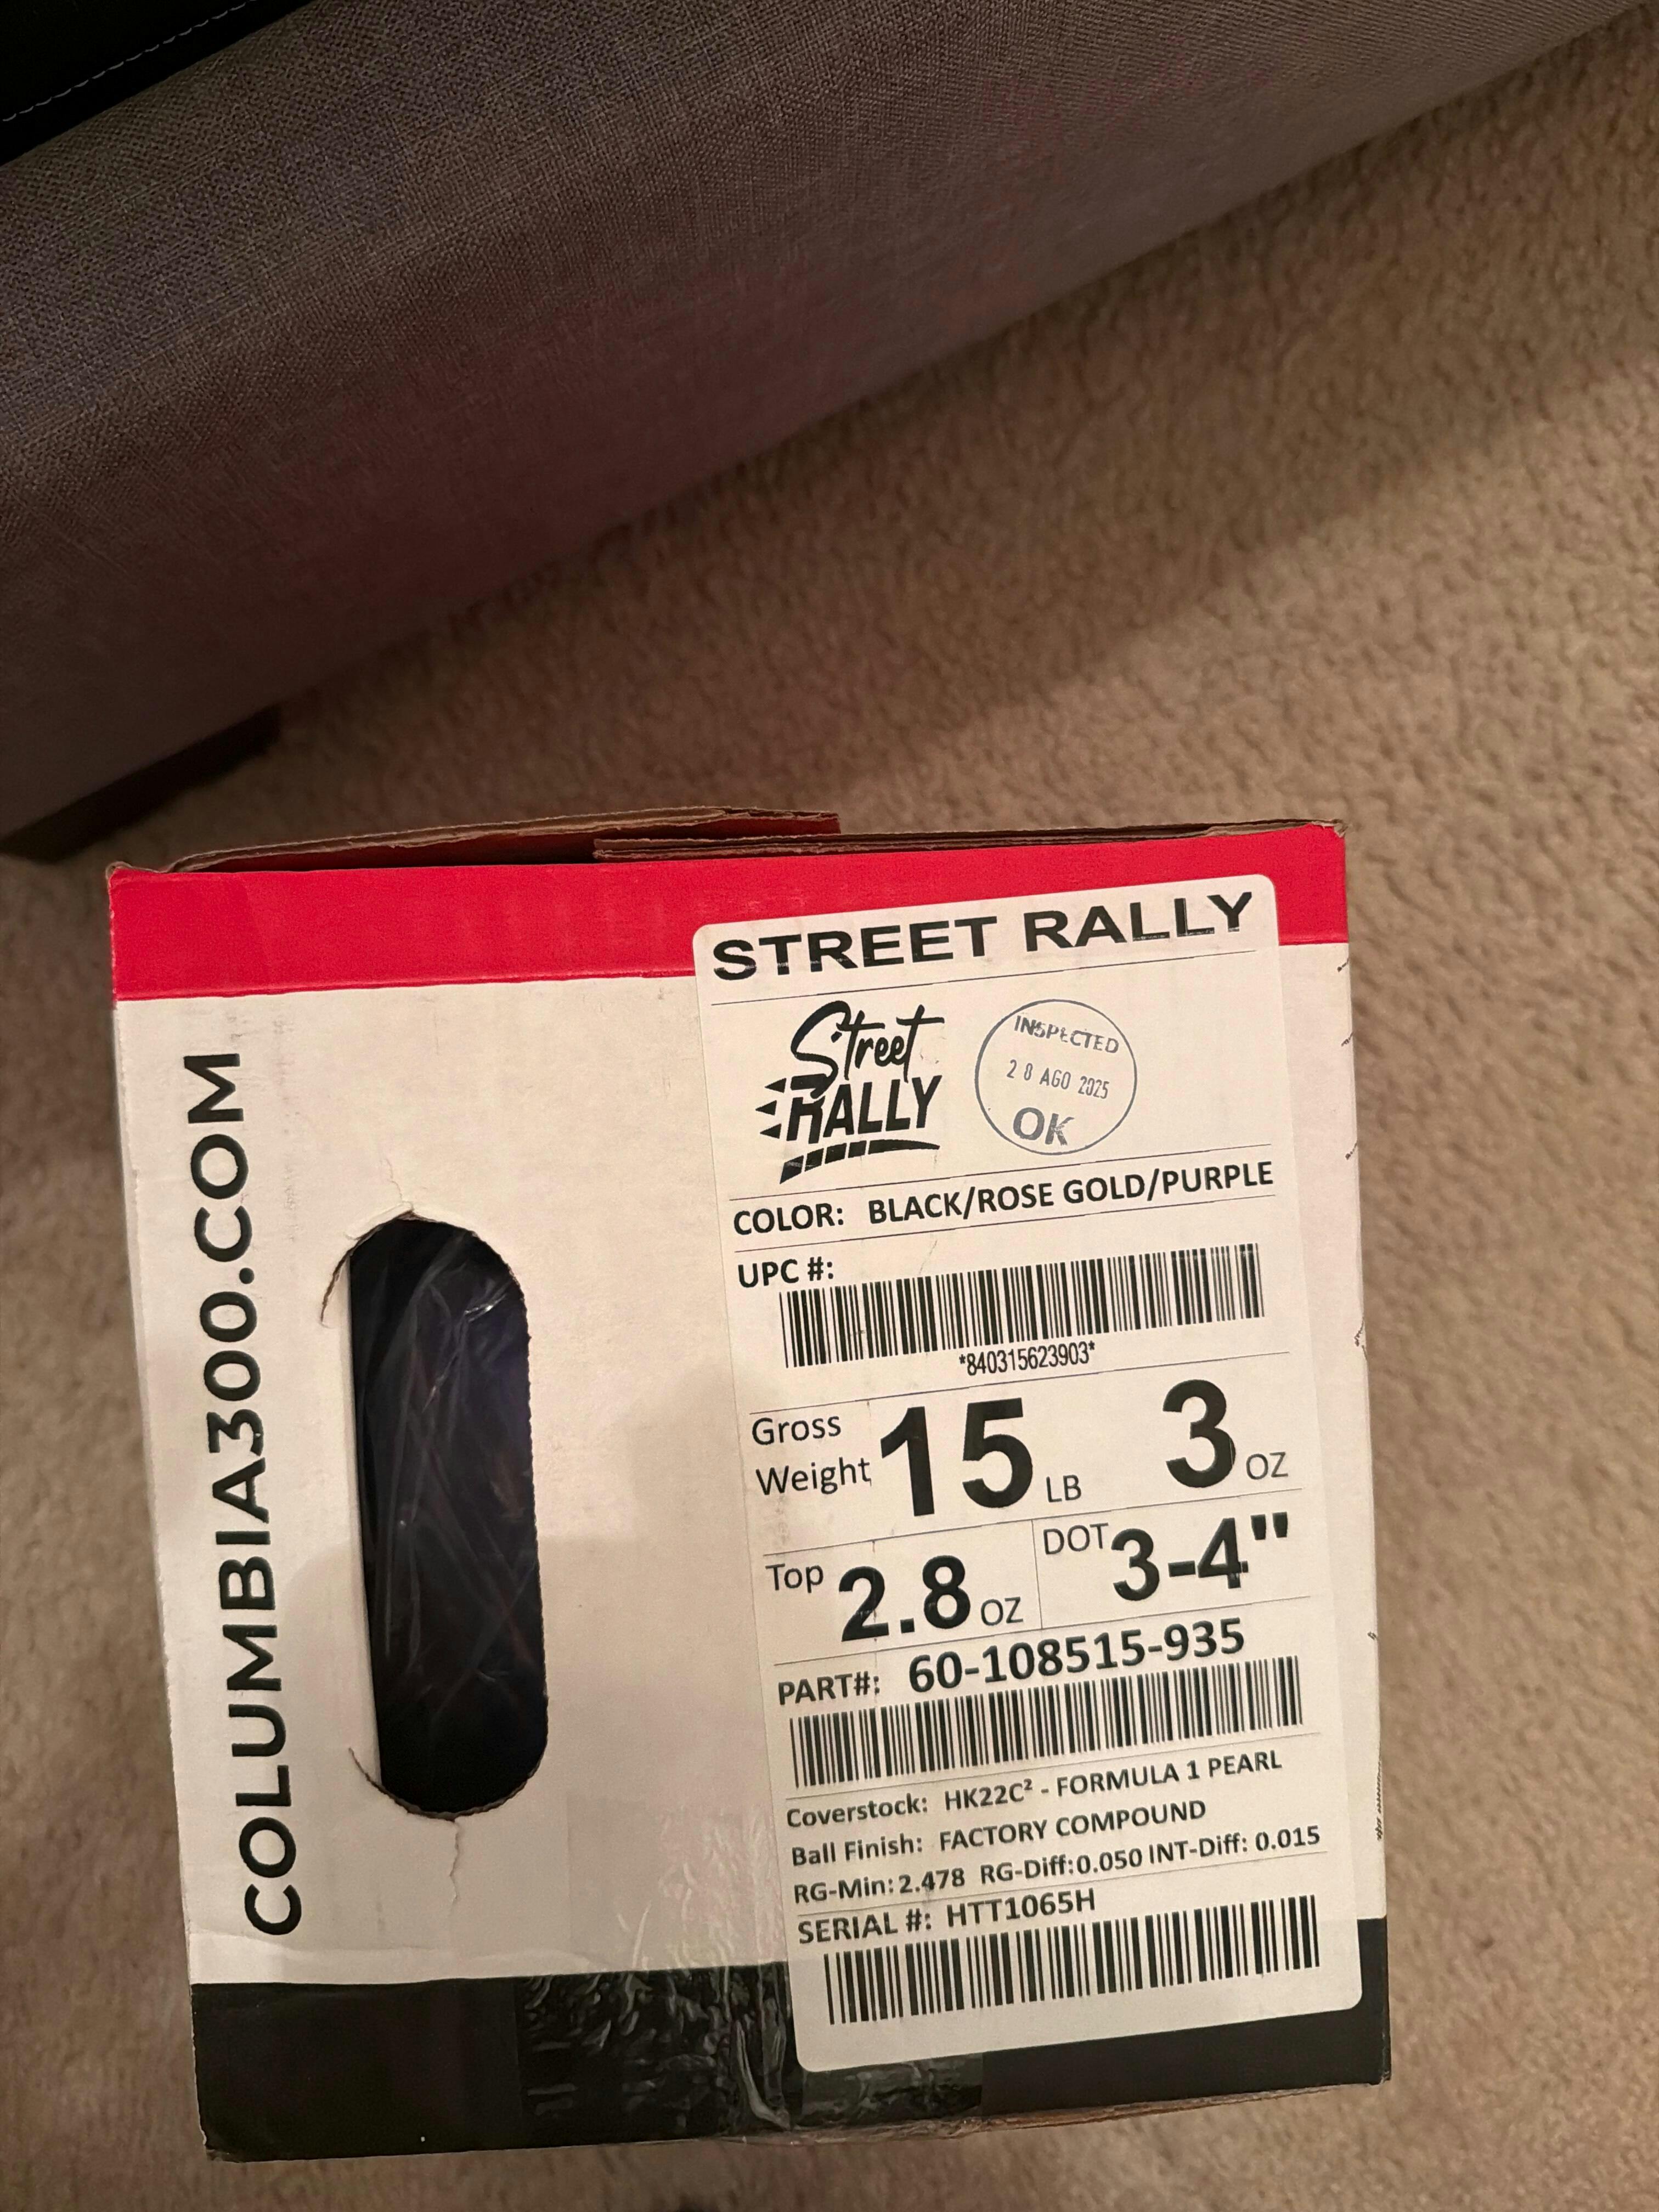 COLUMBIA300.COM
STREET RALLY
Street
RALLY
INSPECTED
28 AGO 2025
OK
COLOR: BLACK/ROSE GOLD/PURPLE
UPC #:
*840315623903*
Gross
Weight 15 LB 3 OZ
Top 2.8 OZ DOT 3-4"
PART#: 60-108515-935
Coverstock: HK22C² - FORMULA 1 PEARL
Ball Finish: FACTORY COMPOUND
RG-Min: 2.478 RG-Diff: 0.050 INT-Diff: 0.015
SERIAL #: HTT1065H